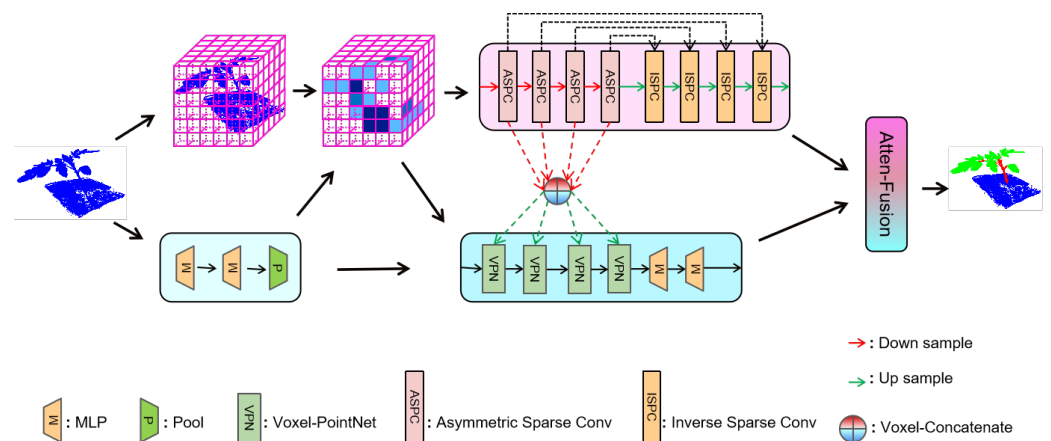 ASPC ASPC ASPC ASPC ISPC ISPC ISPC ISPC
Atten-Fusion
M M P
VPN VPN VPN VPN M M
: Down sample
: Up sample
M : MLP
P : Pool
VPN : Voxel-PointNet
ASPC : Asymmetric Sparse Conv
ISPC : Inverse Sparse Conv
: Voxel-Concatenate